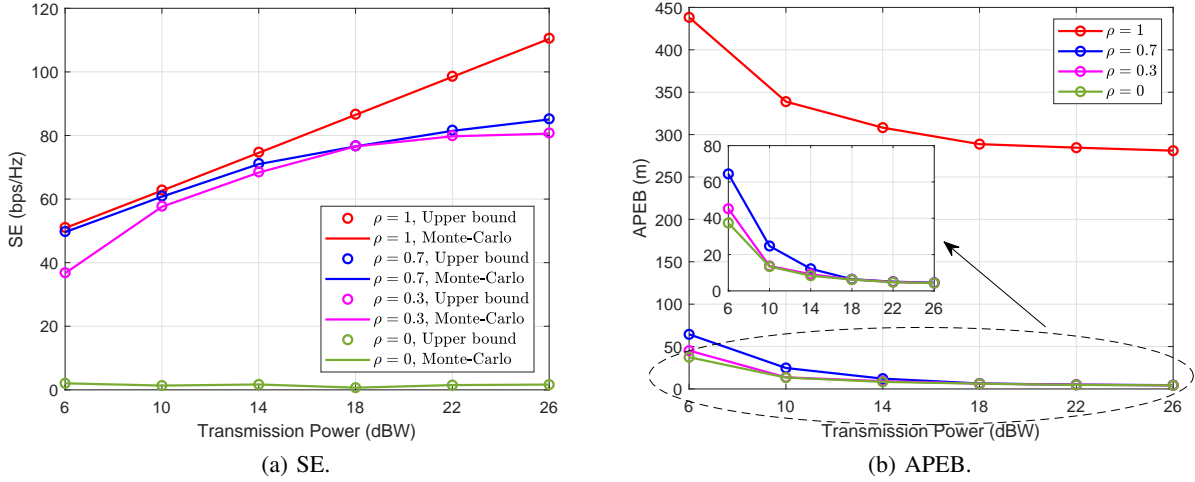 120
100
80
60
40
20
0
SE (bps/Hz)
6 10 14 18 22 26
Transmission Power (dBW)
ρ = 1, Upper bound
ρ = 1, Monte-Carlo
ρ = 0.7, Upper bound
ρ = 0.7, Monte-Carlo
ρ = 0.3, Upper bound
ρ = 0.3, Monte-Carlo
ρ = 0, Upper bound
ρ = 0, Monte-Carlo
(a) SE.
450
400
350
300
250
200
150
100
50
0
APEB (m)
6 10 14 18 22 26
Transmission Power (dBW)
ρ = 1
ρ = 0.7
ρ = 0.3
ρ = 0
80
60
40
20
0
6 10 14 18 22 26
(b) APEB.